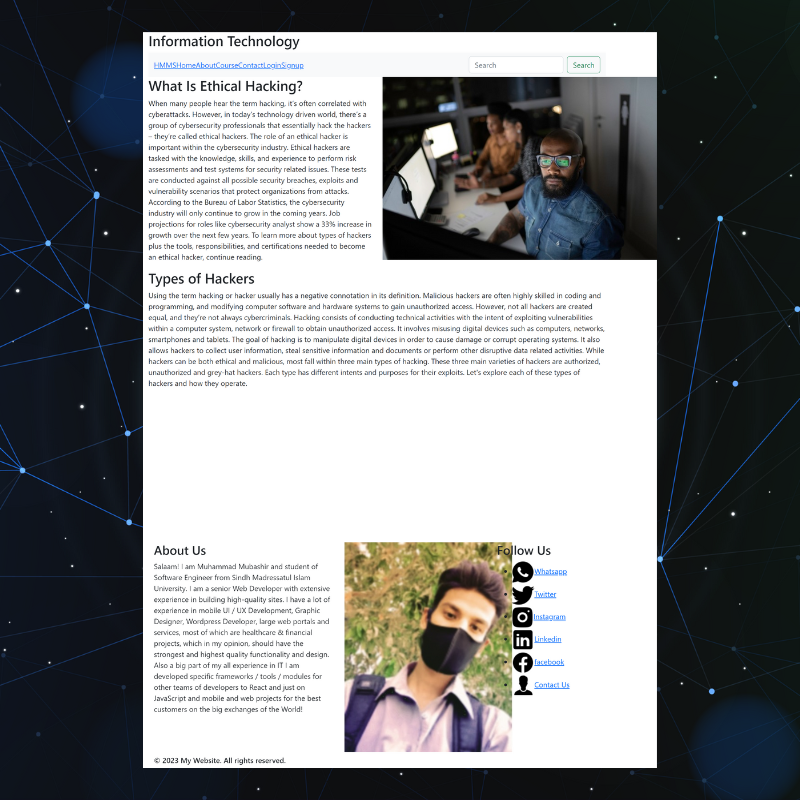 Information Technology
HMMSHomeAboutCourseContactLoginSignup
Search
Search
What Is Ethical Hacking?
When many people hear the term hacking, it's often correlated with
cyberattacks. However, in today's technology driven world, there's a
group of cybersecurity professionals that essentially hack the hackers
– they're called ethical hackers. The role of an ethical hacker is
important within the cybersecurity industry. Ethical hackers are
tasked with the knowledge, skills, and experience to perform risk
assessments and test systems for security related issues. These tests
are conducted against all possible security breaches, exploits and
vulnerability scenarios that protect organizations from attacks.
According to the Bureau of Labor Statistics, the cybersecurity
industry will only continue to grow in the coming years. Job
projections for roles like cybersecurity analyst show a 33% increase in
growth over the next few years. To learn more about types of hackers
plus the tools, responsibilities, and certifications needed to become
an ethical hacker, continue reading.
Types of Hackers
Using the term hacking or hacker usually has a negative connotation in its definition. Malicious hackers are often highly skilled in coding and
programming, and modifying computer software and hardware systems to gain unauthorized access. However, not all hackers are created
equal, and they're not always cybercriminals. Hacking consists of conducting technical activities with the intent of exploiting vulnerabilities
within a computer system, network or firewall to obtain unauthorized access. It involves misusing digital devices such as computers, networks,
smartphones and tablets. The goal of hacking is to manipulate digital devices in order to cause damage or corrupt operating systems. It also
allows hackers to collect user information, steal sensitive information and documents or perform other disruptive data related activities. While
hackers can be both ethical and malicious, most fall within three main types of hacking. These three main varieties of hackers are authorized,
unauthorized and grey-hat hackers. Each type has different intents and purposes for their exploits. Let's explore each of these types of
hackers and how they operate.
About Us
Salaam! I am Muhammad Mubashir and student of
Software Engineer from Sindh Madressatul Islam
University. I am a senior Web Developer with extensive
experience in building high-quality sites. I have a lot of
experience in mobile UI / UX Development, Graphic
Designer, Wordpress Developer, large web portals and
services, most of which are healthcare & financial
projects, which in my opinion, should have the
strongest and highest quality functionality and design.
Also a big part of my all experience in IT I am
developed specific frameworks / tools / modules for
other teams of developers to React and just on
JavaScript and mobile and web projects for the best
customers on the big exchanges of the World!
Follow Us
Whatsapp
Twitter
Instagram
Linkedin
facebook
Contact Us
© 2023 My Website. All rights reserved.